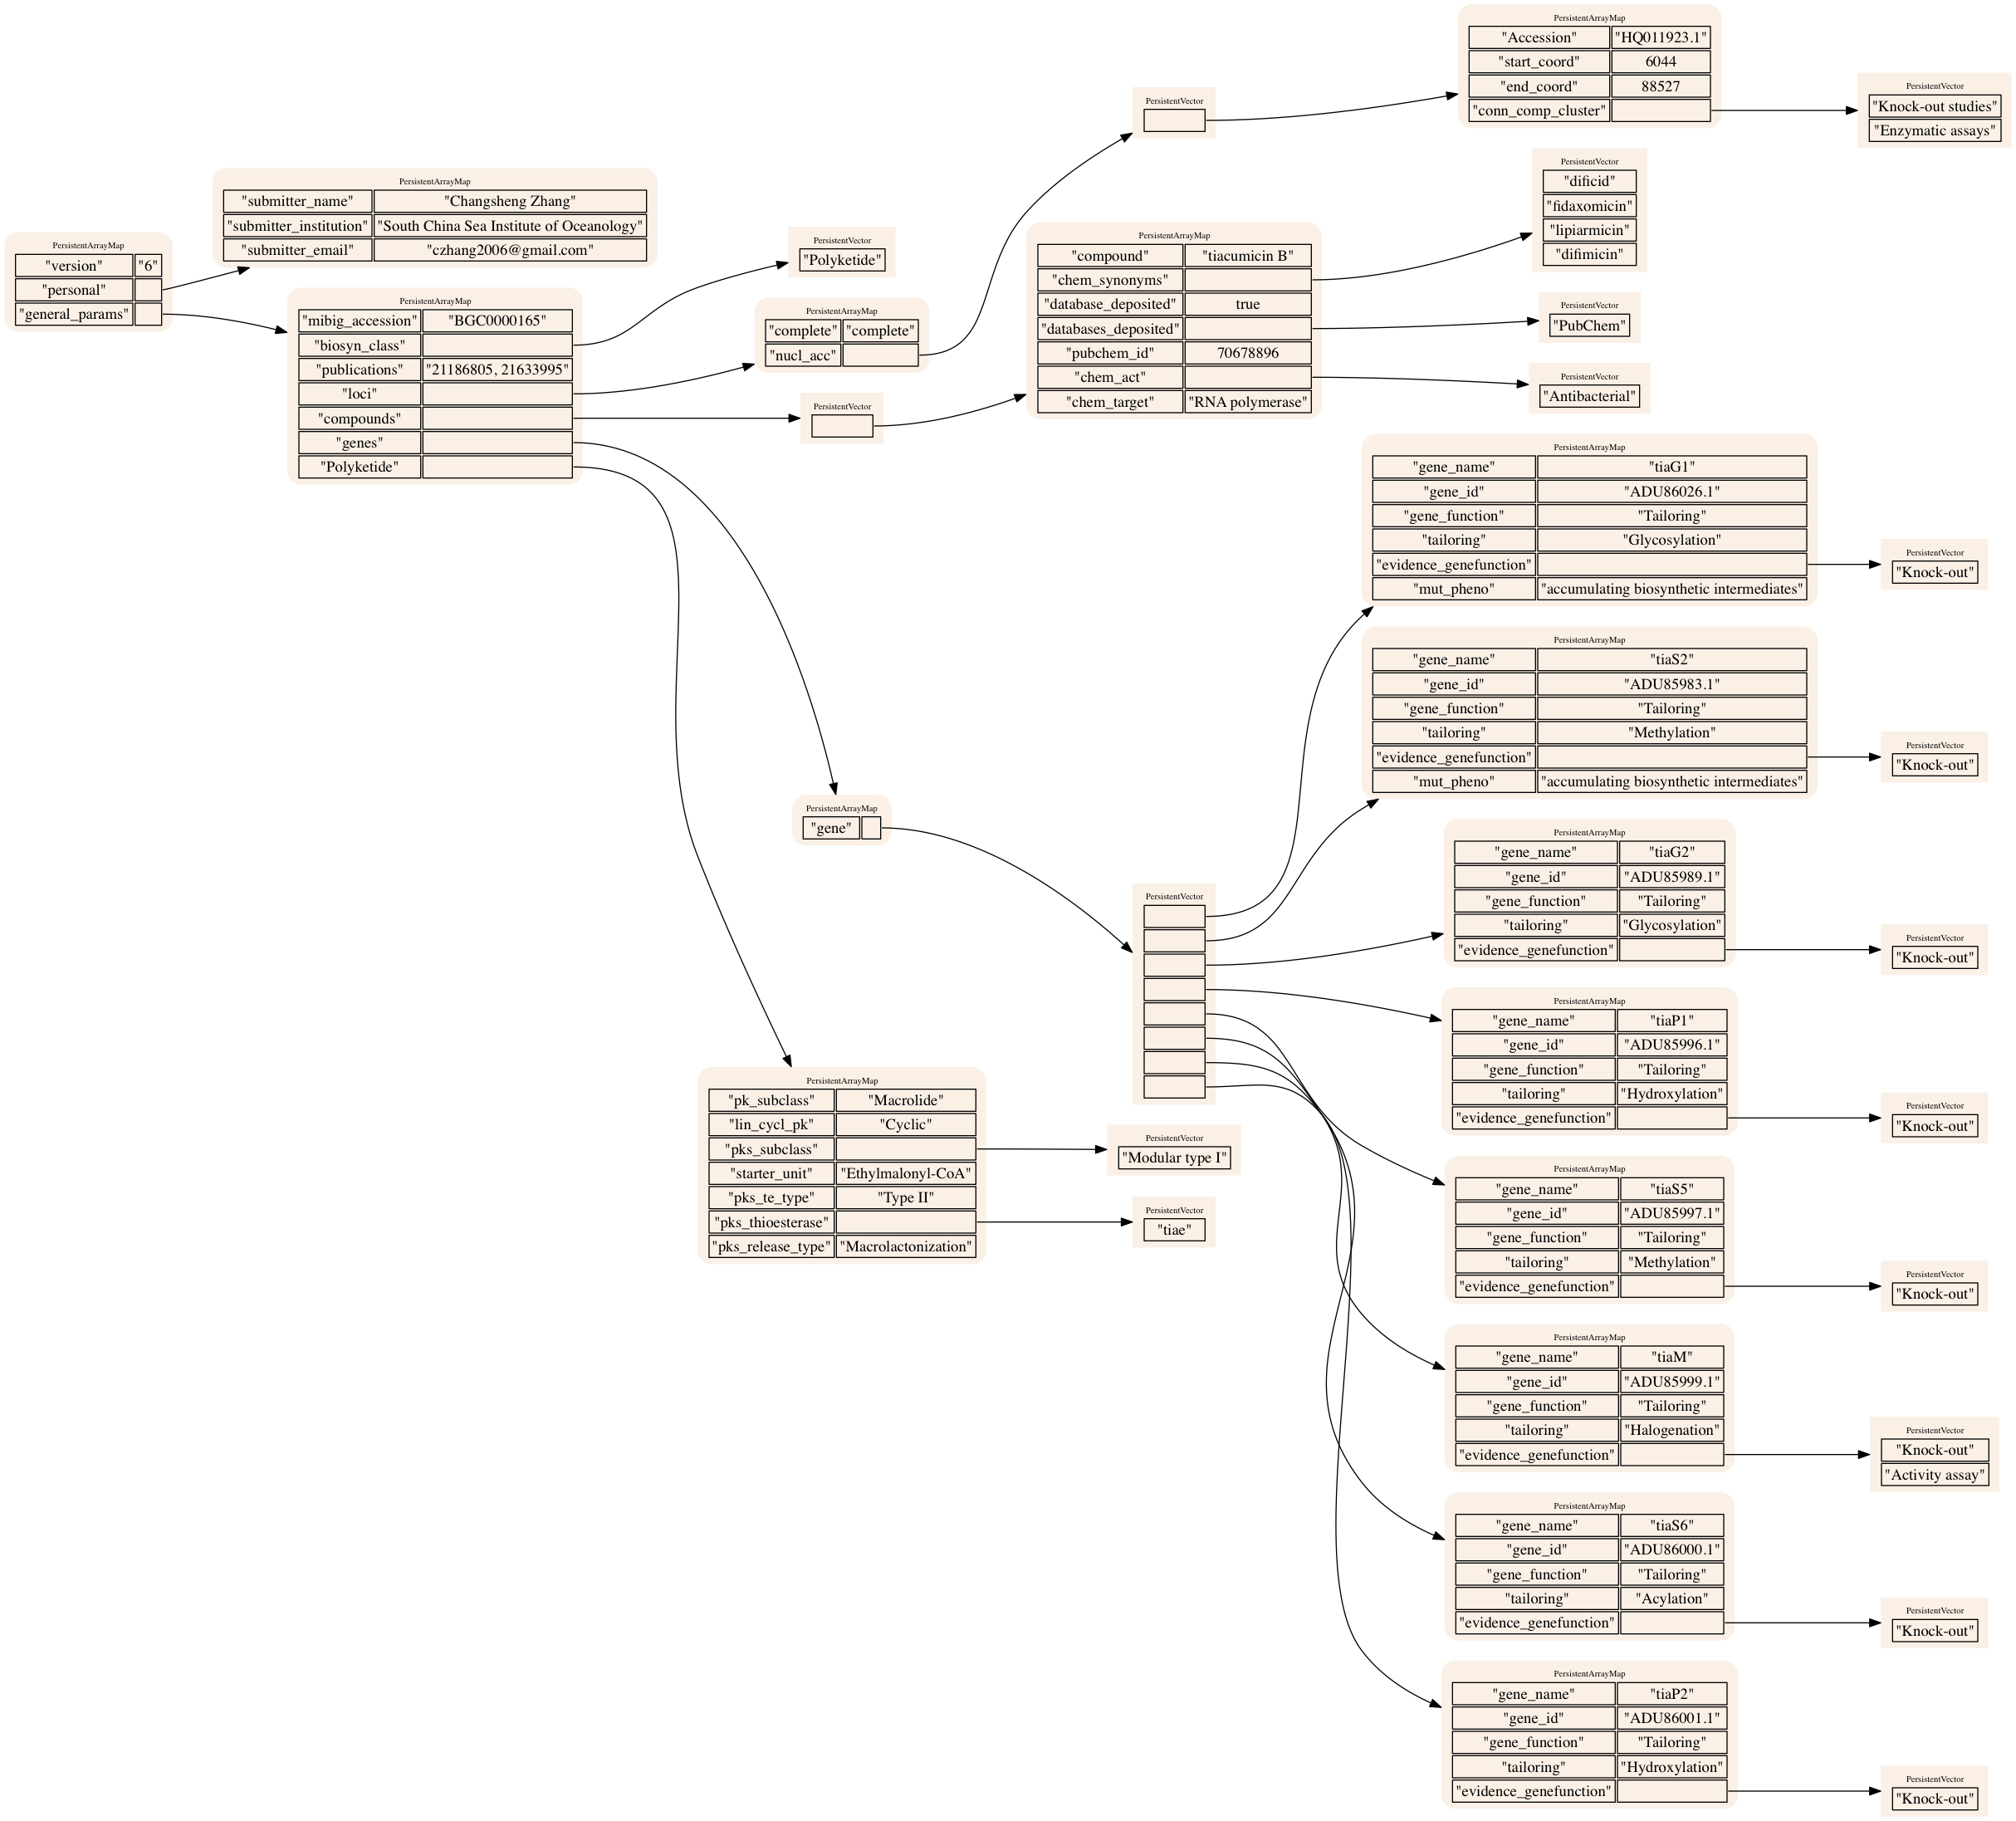 PersistentArrayMap
"version" "6"
"personal"
"general_params"
PersistentArrayMap
"submitter_name" "Changsheng Zhang"
"submitter_institution" "South China Sea Institute of Oceanology"
"submitter_email" "czhang2006@gmail.com"
PersistentArrayMap
"mibig_accession" "BGC0000165"
"biosyn_class"
"publications" "21186805, 21633995"
"loci"
"compounds"
"genes"
"Polyketide"
PersistentVector
"Polyketide"
PersistentArrayMap
"complete" "complete"
"nucl_acc"
PersistentVector
PersistentVector
PersistentArrayMap
"Accession" "HQ011923.1"
"start_coord" 6044
"end_coord" 88527
"conn_comp_cluster"
PersistentVector
"Knock-out studies"
"Enzymatic assays"
PersistentArrayMap
"compound" "tiacumicin B"
"chem_synonyms"
"database_deposited" true
"databases_deposited"
"pubchem_id" 70678896
"chem_act"
"chem_target" "RNA polymerase"
PersistentVector
"dificid"
"fidaxomicin"
"lipiarmicin"
"difimicin"
PersistentVector
"PubChem"
PersistentVector
"Antibacterial"
PersistentArrayMap
"gene"
PersistentVector
PersistentArrayMap
"gene_name" "tiaG1"
"gene_id" "ADU86026.1"
"gene_function" "Tailoring"
"tailoring" "Glycosylation"
"evidence_genefunction"
"mut_pheno" "accumulating biosynthetic intermediates"
PersistentVector
"Knock-out"
PersistentArrayMap
"gene_name" "tiaS2"
"gene_id" "ADU85983.1"
"gene_function" "Tailoring"
"tailoring" "Methylation"
"evidence_genefunction"
"mut_pheno" "accumulating biosynthetic intermediates"
PersistentVector
"Knock-out"
PersistentArrayMap
"gene_name" "tiaG2"
"gene_id" "ADU85989.1"
"gene_function" "Tailoring"
"tailoring" "Glycosylation"
"evidence_genefunction"
PersistentVector
"Knock-out"
PersistentArrayMap
"gene_name" "tiaP1"
"gene_id" "ADU85996.1"
"gene_function" "Tailoring"
"tailoring" "Hydroxylation"
"evidence_genefunction"
PersistentVector
"Knock-out"
PersistentArrayMap
"gene_name" "tiaS5"
"gene_id" "ADU85997.1"
"gene_function" "Tailoring"
"tailoring" "Methylation"
"evidence_genefunction"
PersistentVector
"Knock-out"
PersistentArrayMap
"gene_name" "tiaM"
"gene_id" "ADU85999.1"
"gene_function" "Tailoring"
"tailoring" "Halogenation"
"evidence_genefunction"
PersistentVector
"Knock-out"
"Activity assay"
PersistentArrayMap
"gene_name" "tiaS6"
"gene_id" "ADU86000.1"
"gene_function" "Tailoring"
"tailoring" "Acylation"
"evidence_genefunction"
PersistentVector
"Knock-out"
PersistentArrayMap
"gene_name" "tiaP2"
"gene_id" "ADU86001.1"
"gene_function" "Tailoring"
"tailoring" "Hydroxylation"
"evidence_genefunction"
PersistentVector
"Knock-out"
PersistentArrayMap
"pk_subclass" "Macrolide"
"lin_cycl_pk" "Cyclic"
"pks_subclass"
"starter_unit" "Ethylmalonyl-CoA"
"pks_te_type" "Type II"
"pks_thioesterase"
"pks_release_type" "Macrolactonization"
PersistentVector
"Modular type I"
PersistentVector
"tiae"